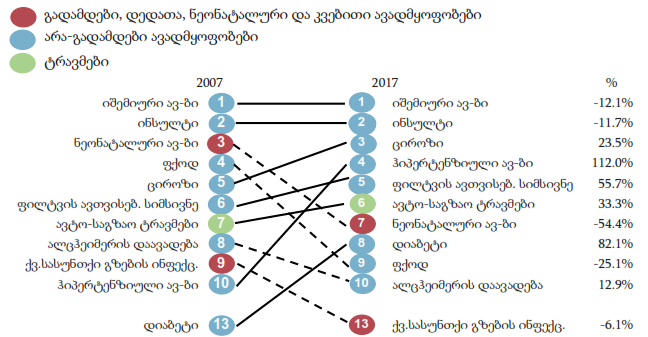 გადამდები, დედათა, ნეონატალური და კვებითი ავადმყოფობები
არა-გადამდები ავადმყოფობები
ტრავმები
2007 2017 %
იშემიური ავ-ბი 1 1 იშემიური ავ-ბი -12.1%
ინსულტი 2 2 ინსულტი -11.7%
ნეონატალური ავ-ბი 3 3 ციროზი 23.5%
ფქოდ 4 4 ჰიპერტენზიული ავ-ბი 112.0%
ციროზი 5 5 ფილტვის ავთვისებ. სიმსივნე 55.7%
ფილტვის ავთვისებ. სიმსივნე 6 6 ავტო-საგზაო ტრავმები 33.3%
ავტო-საგზაო ტრავმები 7 7 ნეონატალური ავ-ბი -54.4%
ალცჰეიმერის დაავადება 8 8 დიაბეტი 82.1%
ქვ.სასუნთქი გზების ინფექც. 9 9 ფქოდ -25.1%
ჰიპერტენზიული ავ-ბი 10 10 ალცჰეიმერის დაავადება 12.9%
დიაბეტი 13 13 ქვ.სასუნთქი გზების ინფექც. -6.1%